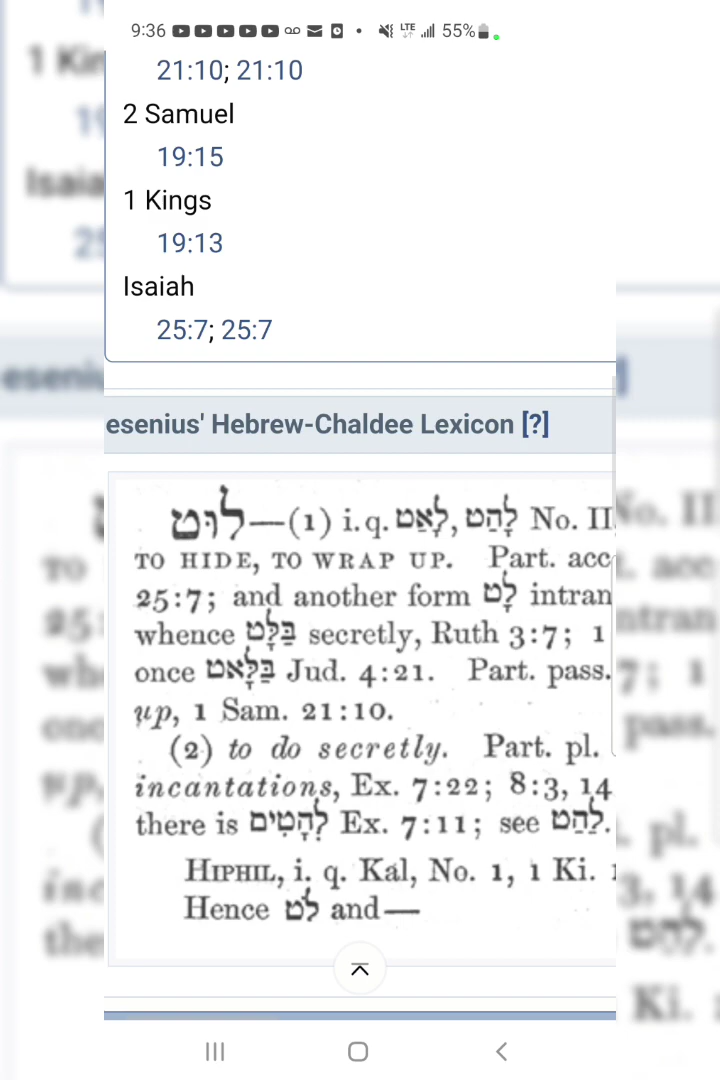 9:36 LTE 55%
21:10; 21:10
2 Samuel
19:15
1 Kings
19:13
Isaiah
25:7; 25:7
esenius' Hebrew-Chaldee Lexicon [?]
לוּט—(1) i.q. לָאַט, לָהַט No. II
TO HIDE, TO WRAP UP. Part. acc
25:7; and another form לָט intran
whence בַּלָּט secretly, Ruth 3:7; 1
once בַּלָּאט Jud. 4:21. Part. pass.
up, 1 Sam. 21:10.
(2) to do secretly. Part. pl.
incantations, Ex. 7:22; 8:3, 14
there is לְהָטִים Ex. 7:11; see לָהַט.
HIPHIL, i. q. Kal, No. 1, 1 Ki.
Hence לֹט and—